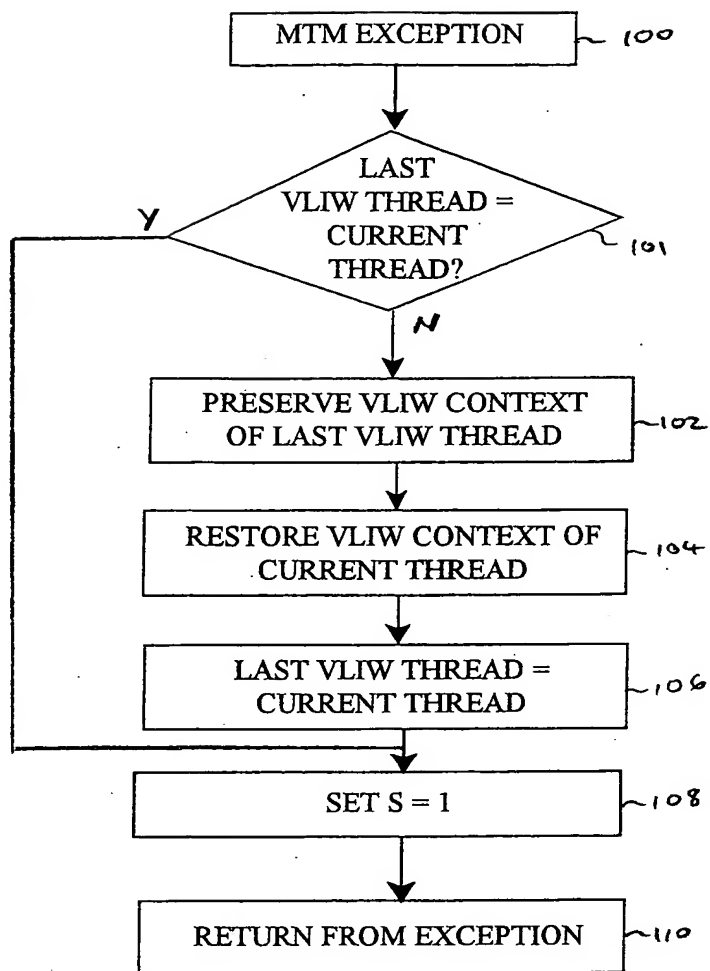 MTM EXCEPTION
100
LAST
VLIW THREAD =
CURRENT
THREAD?
101
Y
N
PRESERVE VLIW CONTEXT
OF LAST VLIW THREAD
102
RESTORE VLIW CONTEXT OF
CURRENT THREAD
104
LAST VLIW THREAD =
CURRENT THREAD
106
SET S = 1
108
RETURN FROM EXCEPTION
110